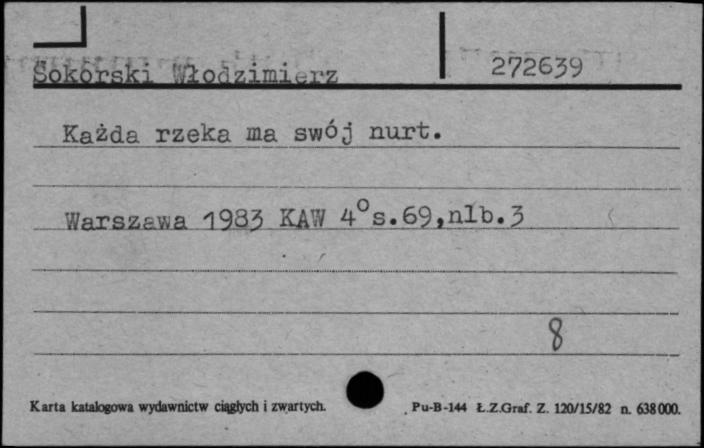 Sokorski Włodzimierz 272639
Każda rzeka ma swój nurt.
Warszawa 1983 KAW 4° s.69,nlb.3
8
Karta katalogowa wydawnictw ciągłych i zwartych. Pu-B-144 Ł.Z.Graf. Z. 120/15/82 n. 638000.